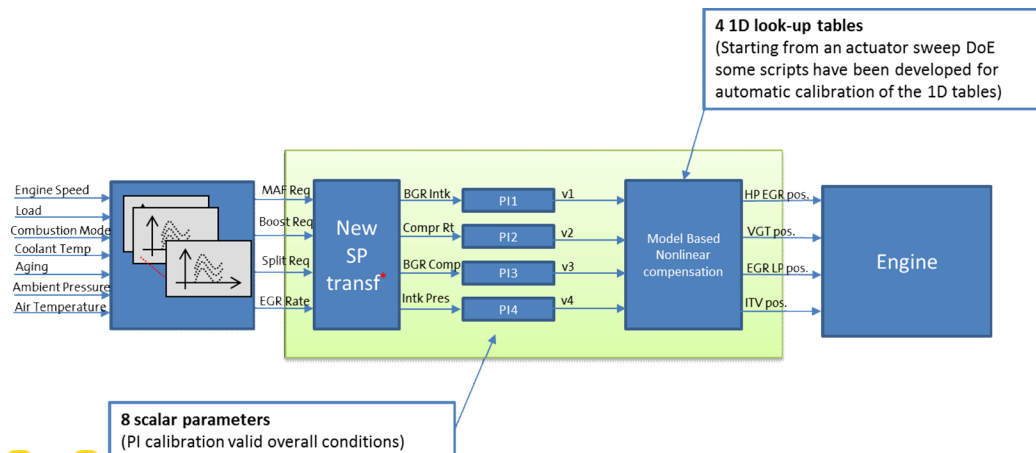 4 1D look-up tables
(Starting from an actuator sweep DoE
some scripts have been developed for
automatic calibration of the 1D tables)
Engine Speed
Load
Combustion Mode
Coolant Temp
Aging
Ambient Pressure
Air Temperature
MAF Req
Boost Req
Split Req
EGR Rate
New
SP
transf*
BGR Intk
Compr Rt
BGR Comp
Intk Pres
PI1
PI2
PI3
PI4
v1
v2
v3
v4
Model Based
Nonlinear
compensation
HP EGR pos.
VGT pos.
EGR LP pos.
ITV pos.
Engine
8 scalar parameters
(PI calibration valid overall conditions)